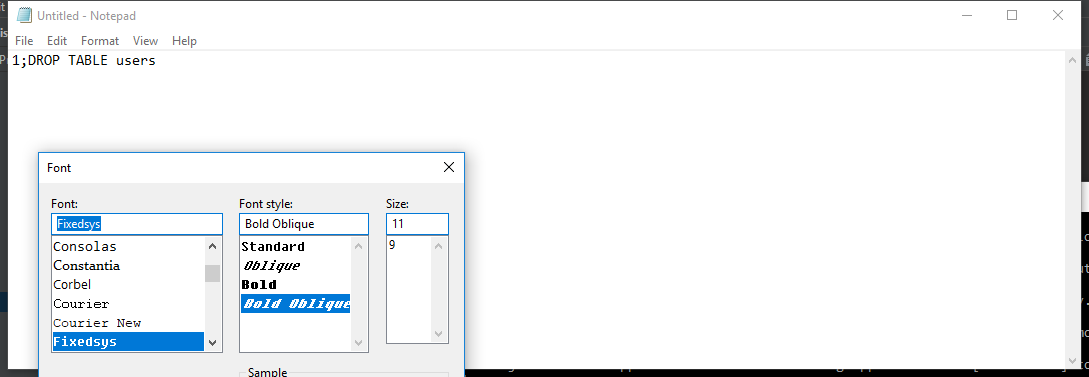 Untitled - Notepad
File Edit Format View Help
1;DROP TABLE users
Font
Font: Font style: Size:
Fixedsys Bold Oblique 11
Consolas Standard 9
Constantia Oblique
Corbel Bold
Courier Bold Oblique
Courier New
Fixedsys
Sample